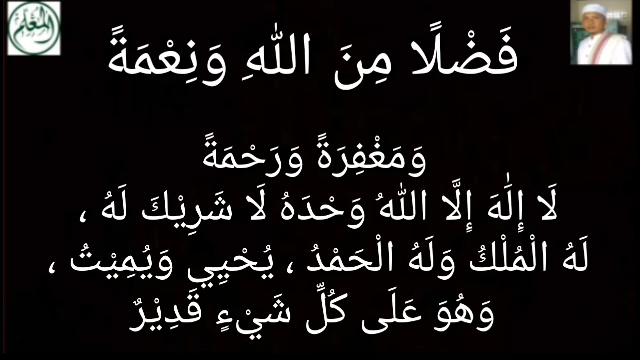 فَضْلًا مِنَ اللهِ وَنِعْمَةً
وَمَغْفِرَةً وَرَحْمَةً
لَا إِلَٰهَ إِلَّا اللهُ وَحْدَهُ لَا شَرِيْكَ لَهُ ،
لَهُ الْمُلْكُ وَلَهُ الْحَمْدُ ، يُحْيِي وَيُمِيْتُ ،
وَهُوَ عَلَى كُلِّ شَيْءٍ قَدِيْرٌ